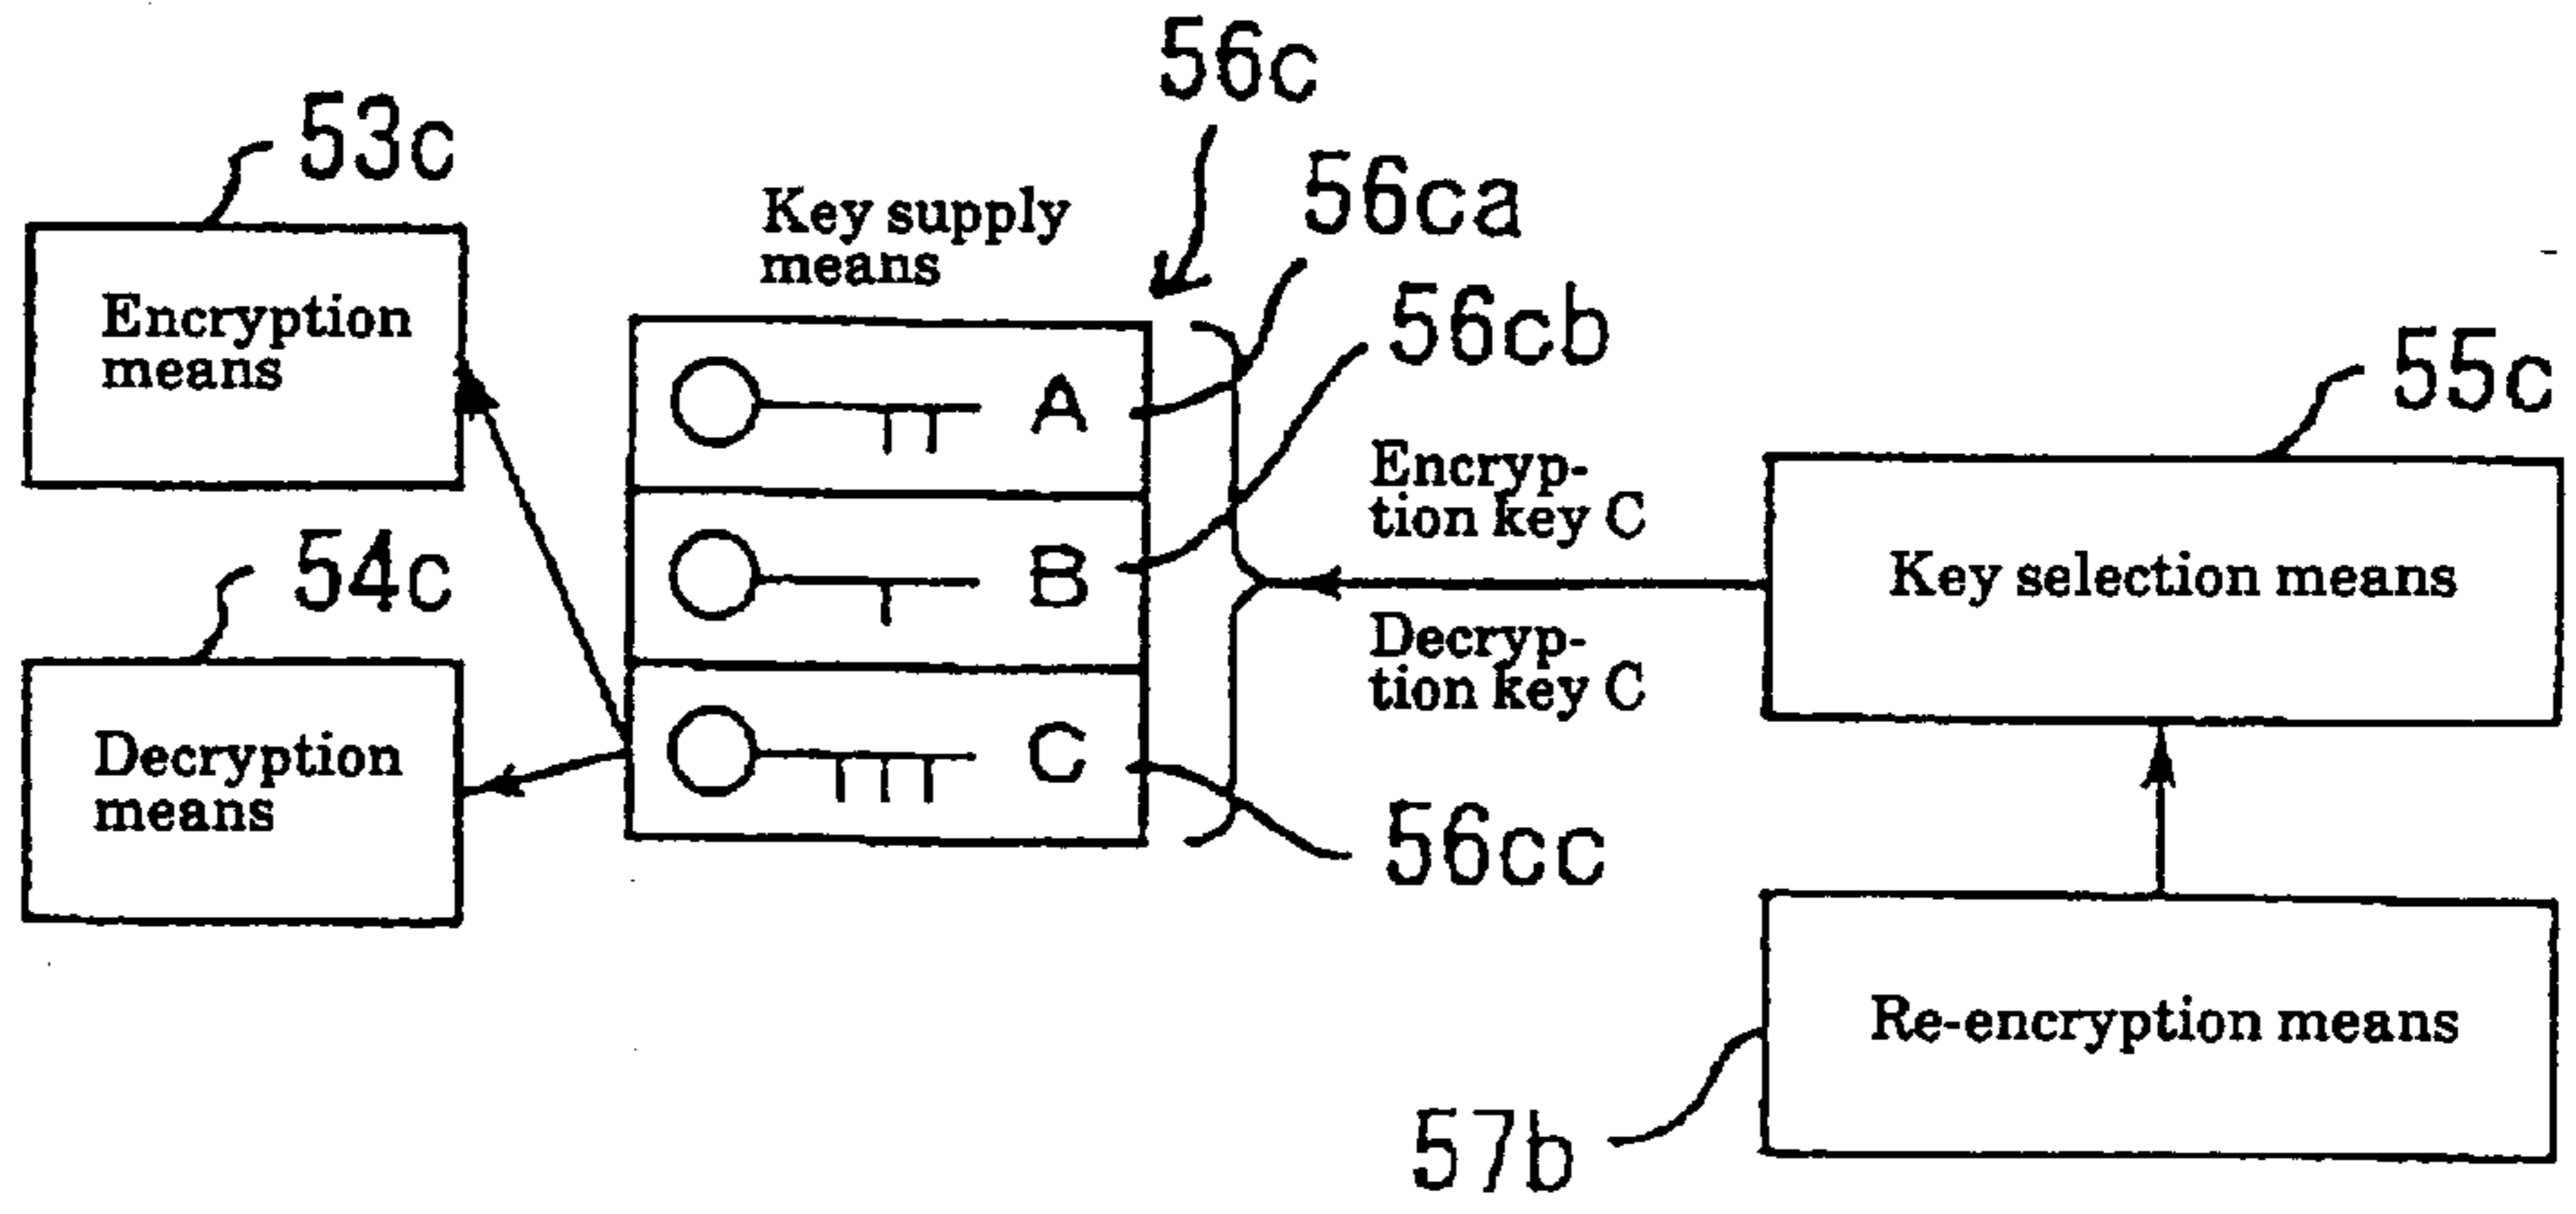 56c
53c
56ca
Key supply
means
56cb
Encryption
means
55c
A
Encryp-
tion key C
54c
B
Key selection means
Decryp-
tion key C
Decryption
means
C
56cc
Re-encryption means
57b